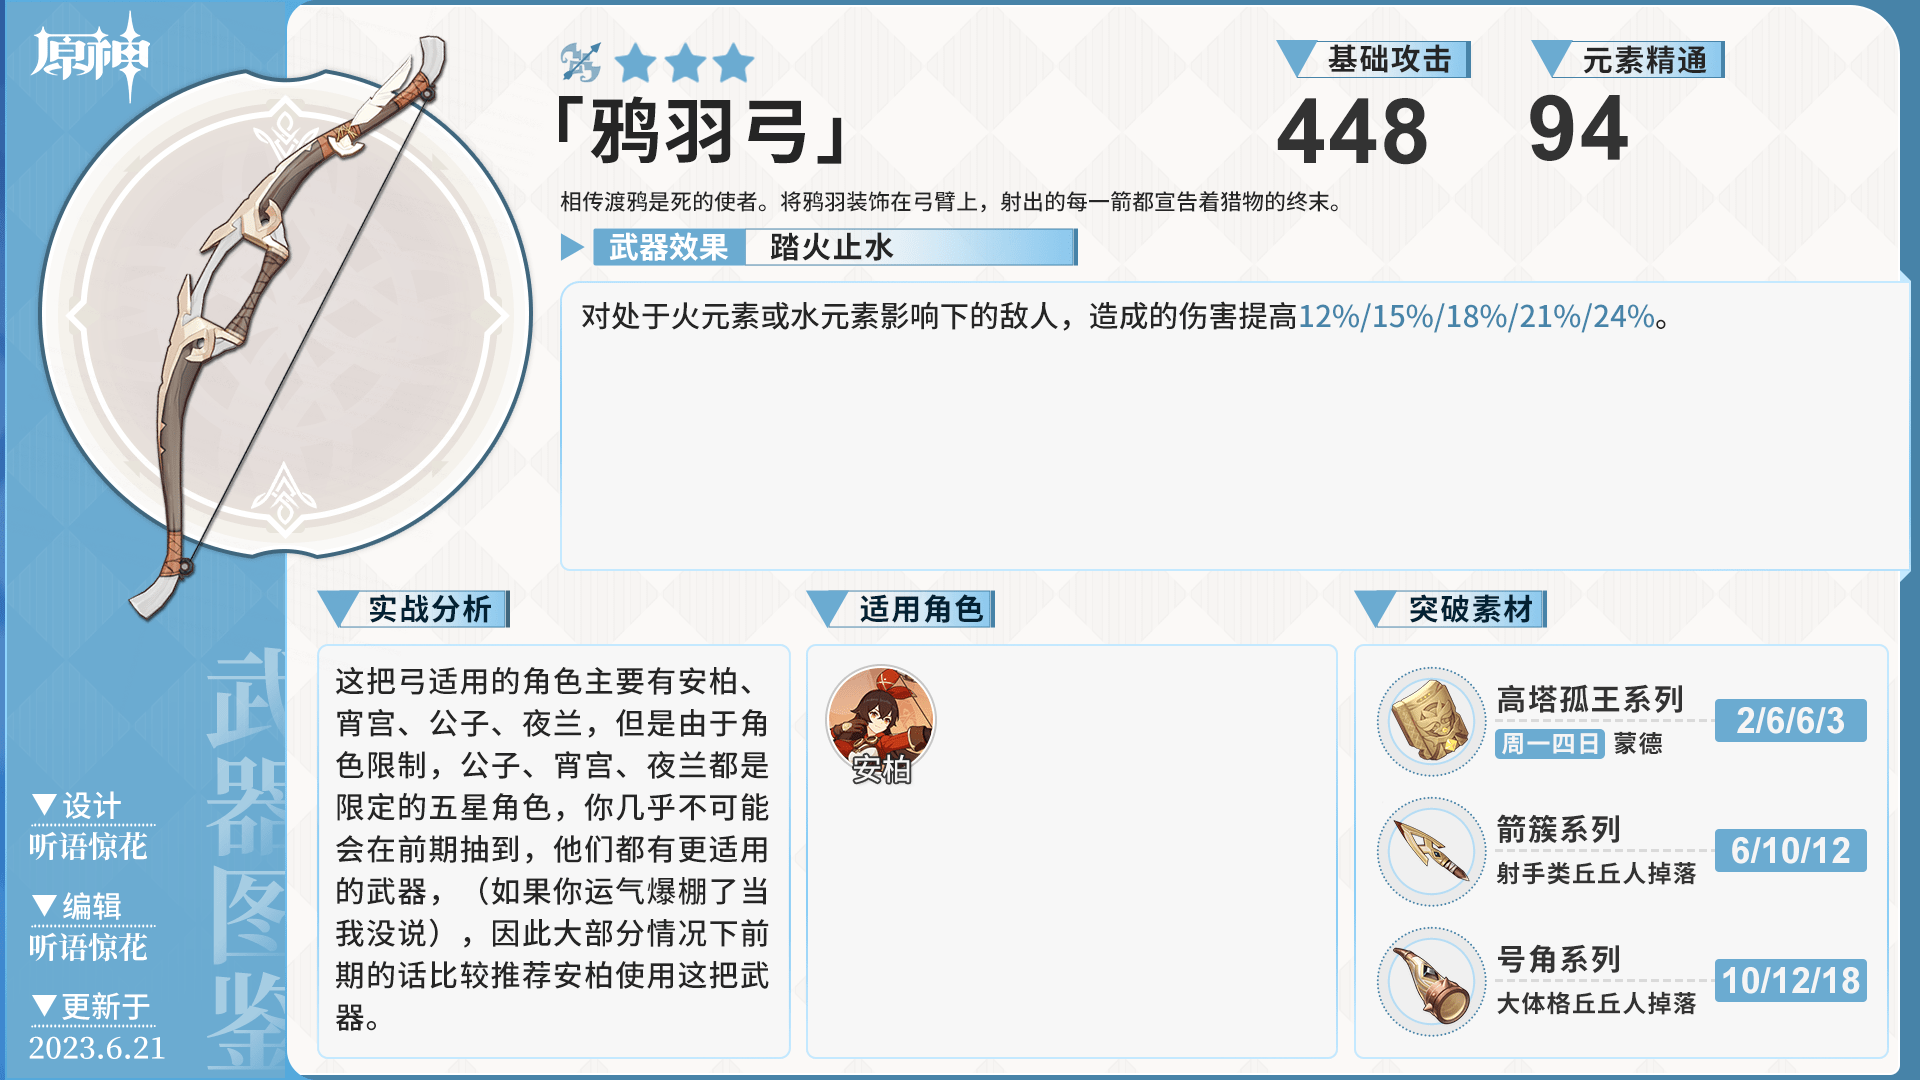 原神
「鸦羽弓」
基础攻击
448
元素精通
94
相传渡鸦是死的使者。将鸦羽装饰在弓臂上，射出的每一箭都宣告着猎物的终末。
武器效果 踏火止水
对处于火元素或水元素影响下的敌人，造成的伤害提高12%/15%/18%/21%/24%。
实战分析
这把弓适用的角色主要有安柏、
宵宫、公子、夜兰，但是由于角
色限制，公子、宵宫、夜兰都是
限定的五星角色，你几乎不可能
会在前期抽到，他们都有更适用
的武器，（如果你运气爆棚了当
我没说），因此大部分情况下前
期的话比较推荐安柏使用这把武
器。
适用角色
安柏
突破素材
高塔孤王系列
周一四日 蒙德
2/6/6/3
箭簇系列
射手类丘丘人掉落
6/10/12
号角系列
大体格丘丘人掉落
10/12/18
武器图鉴
▼设计
听语惊花
▼编辑
听语惊花
▼更新于
2023.6.21